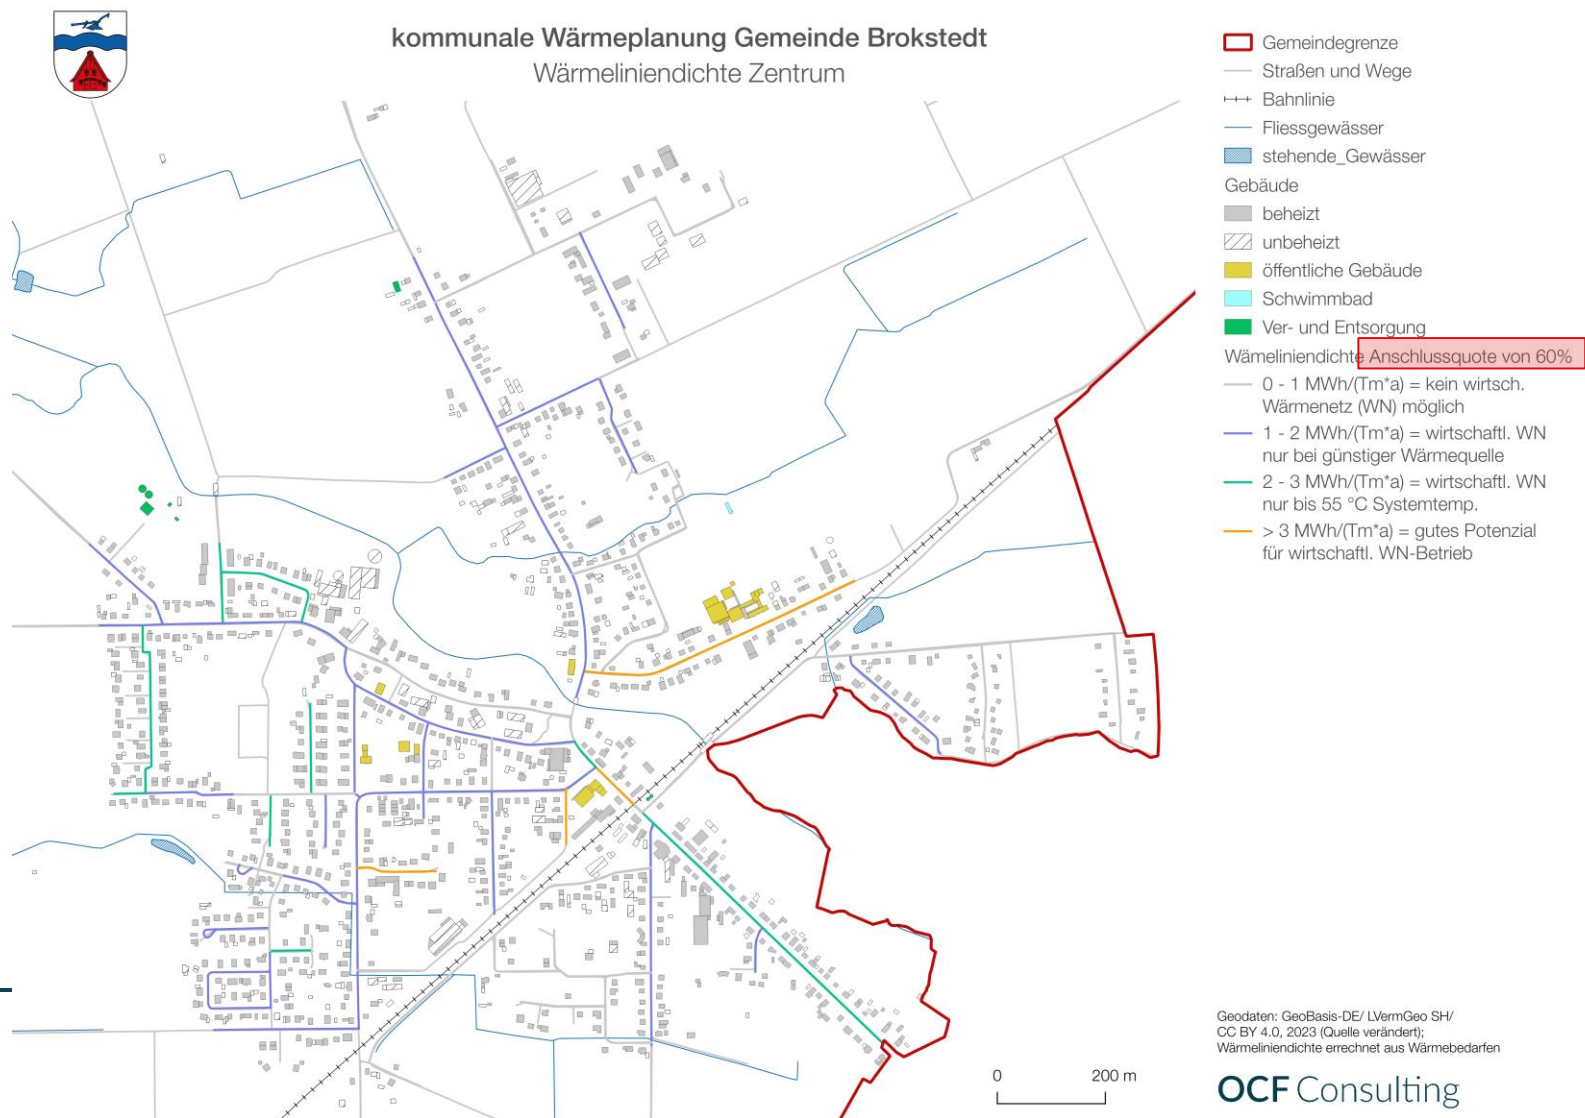 kommunale Wärmeplanung Gemeinde Brokstedt
Wärmeliniendichte Zentrum
Gemeindegrenze
Straßen und Wege
Bahnlinie
Fliessgewässer
stehende_Gewässer
Gebäude
beheizt
unbeheizt
öffentliche Gebäude
Schwimmbad
Ver- und Entsorgung
Wämeliniendichte Anschlussquote von 60%
0 - 1 MWh/(Tm*a) = kein wirtsch.
Wärmenetz (WN) möglich
1 - 2 MWh/(Tm*a) = wirtschaftl. WN
nur bei günstiger Wärmequelle
2 - 3 MWh/(Tm*a) = wirtschaftl. WN
nur bis 55 °C Systemtemp.
> 3 MWh/(Tm*a) = gutes Potenzial
für wirtschaftl. WN-Betrieb
0 200 m
Geodaten: GeoBasis-DE/ LVermGeo SH/
CC BY 4.0, 2023 (Quelle verändert);
Wärmeliniendichte errechnet aus Wärmebedarfen
OCF Consulting